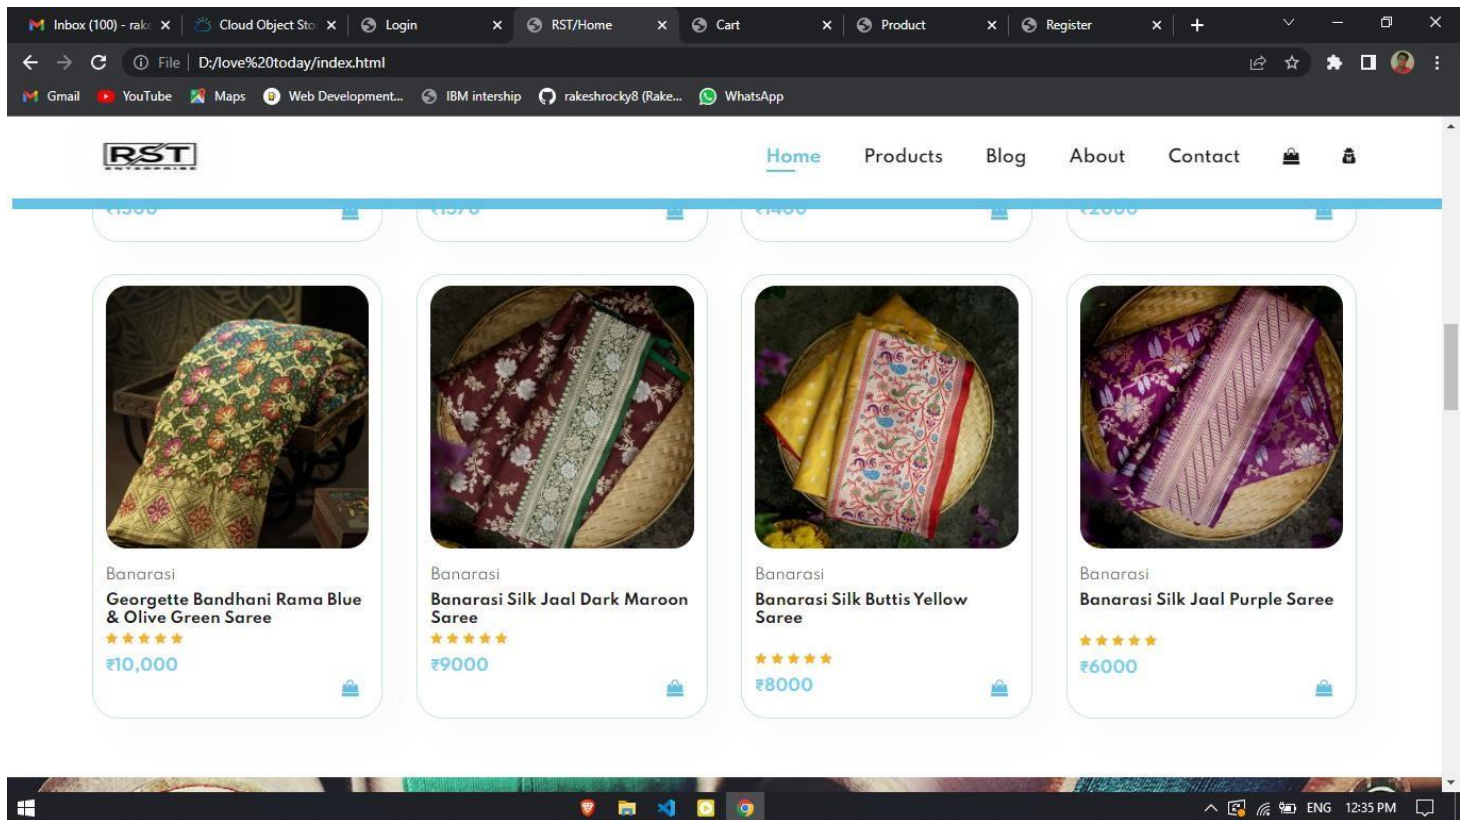 Inbox (100) - rake
Cloud Object Sto
Login
RST/Home
Cart
Product
Register
File
D:/love%20today/index.html
Gmail
YouTube
Maps
Web Development...
IBM intership
rakeshrocky8 (Rake...
WhatsApp
RST
ENTERPRISE
Home
Products
Blog
About
Contact
Banarasi
Georgette Bandhani Rama Blue
& Olive Green Saree
₹10,000
Banarasi
Banarasi Silk Jaal Dark Maroon
Saree
₹9000
Banarasi
Banarasi Silk Buttis Yellow
Saree
₹8000
Banarasi
Banarasi Silk Jaal Purple Saree
₹6000
ENG
12:35 PM